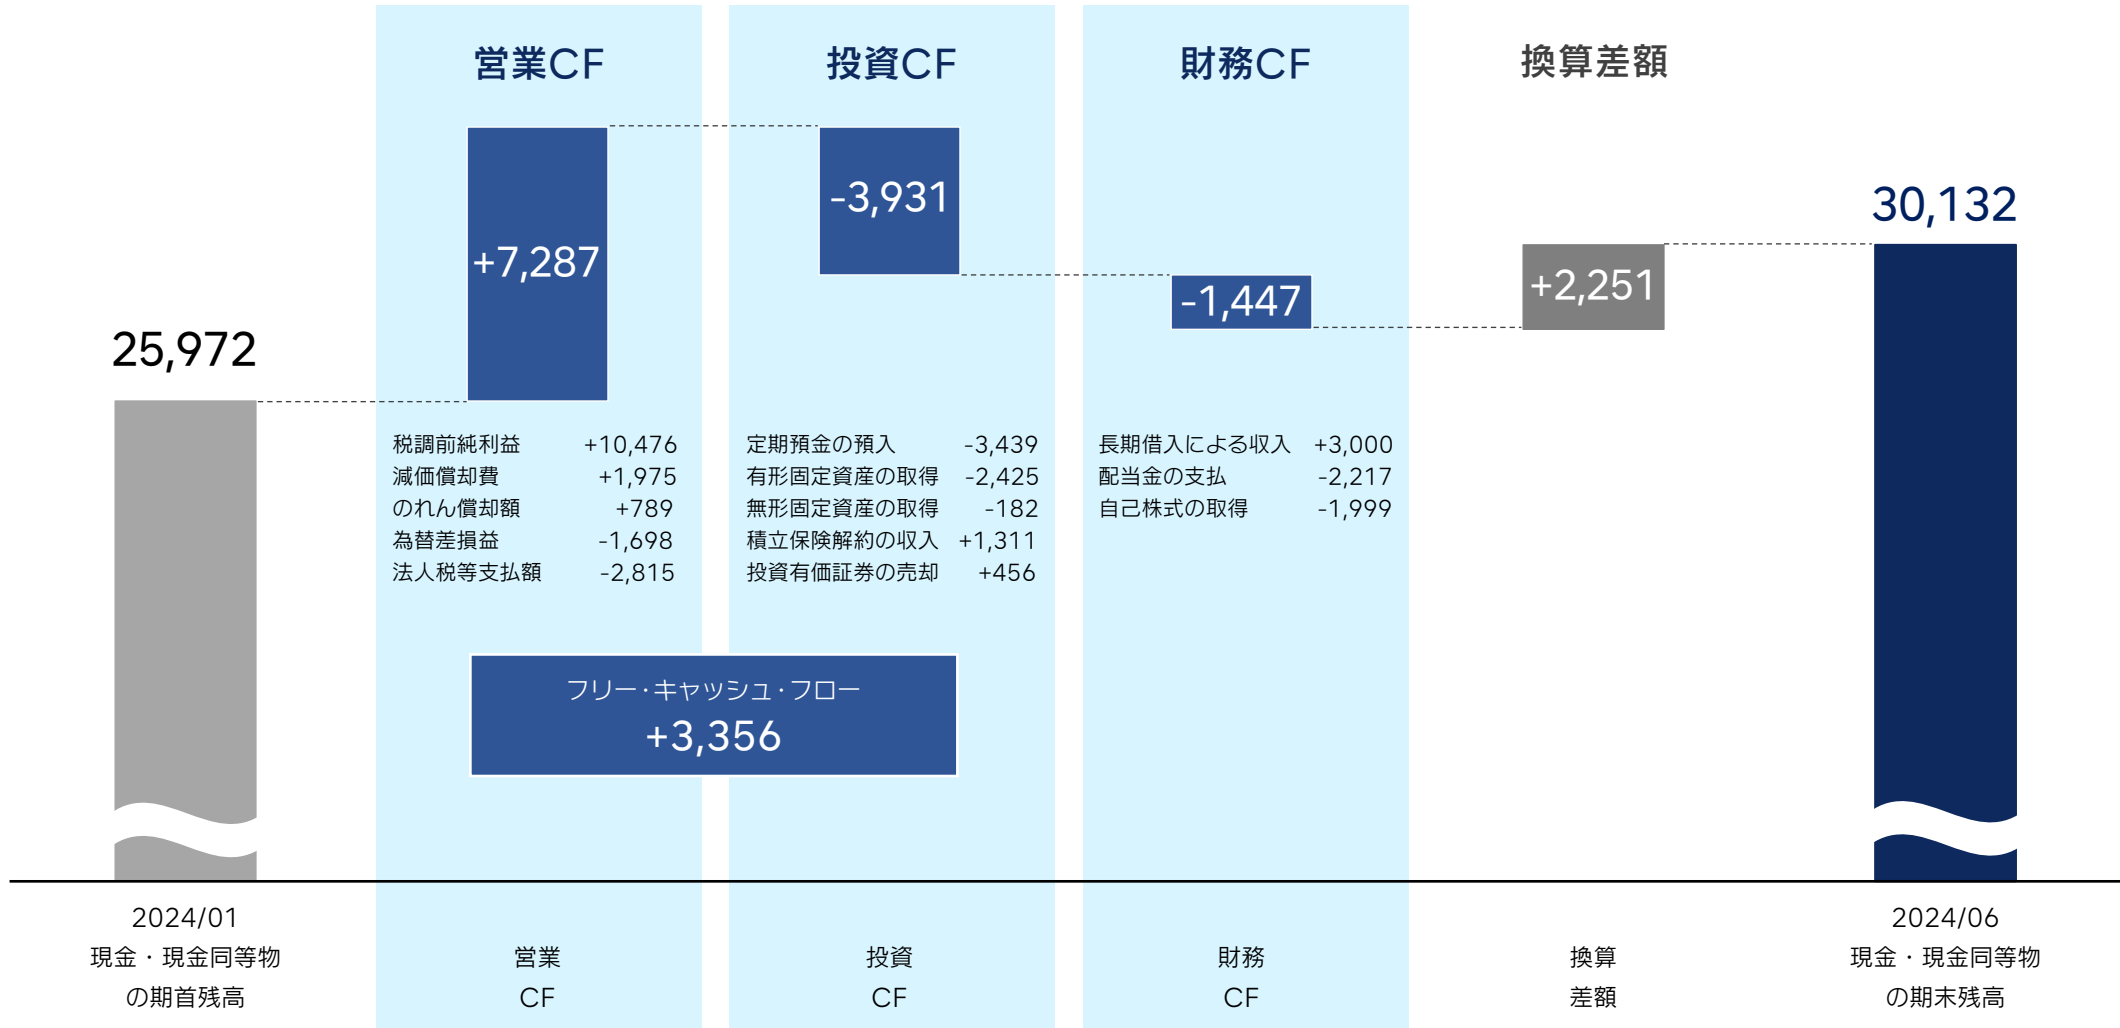 営業CF
投資CF
財務CF
換算差額
25,972
+7,287
-3,931
-1,447
+2,251
30,132
税調前純利益 +10,476
減価償却費 +1,975
のれん償却額 +789
為替差損益 -1,698
法人税等支払額 -2,815
定期預金の預入 -3,439
有形固定資産の取得 -2,425
無形固定資産の取得 -182
積立保険解約の収入 +1,311
投資有価証券の売却 +456
長期借入による収入 +3,000
配当金の支払 -2,217
自己株式の取得 -1,999
フリー・キャッシュ・フロー
+3,356
2024/01
現金・現金同等物
の期首残高
営業
CF
投資
CF
財務
CF
換算
差額
2024/06
現金・現金同等物
の期末残高